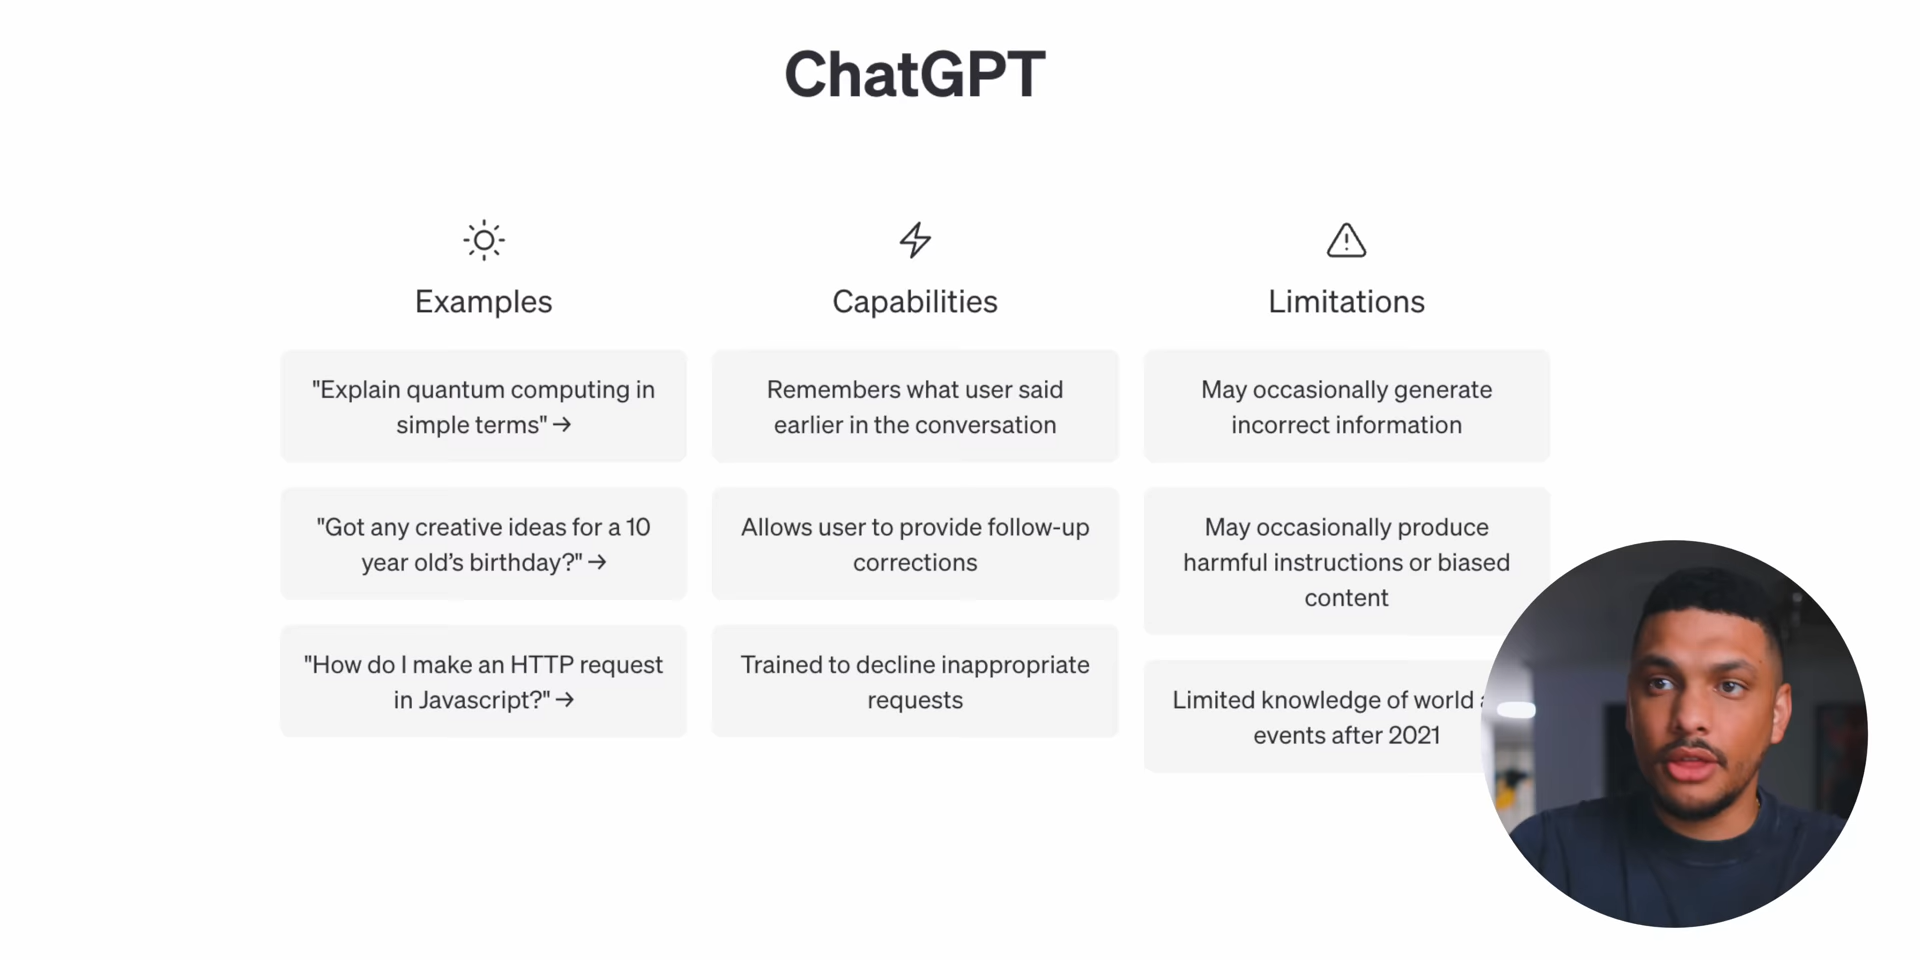 ChatGPT
Examples
"Explain quantum computing in
simple terms" →
"Got any creative ideas for a 10
year old’s birthday?" →
"How do I make an HTTP request
in Javascript?" →
Capabilities
Remembers what user said
earlier in the conversation
Allows user to provide follow-up
corrections
Trained to decline inappropriate
requests
Limitations
May occasionally generate
incorrect information
May occasionally produce
harmful instructions or biased
content
Limited knowledge of world
events after 2021